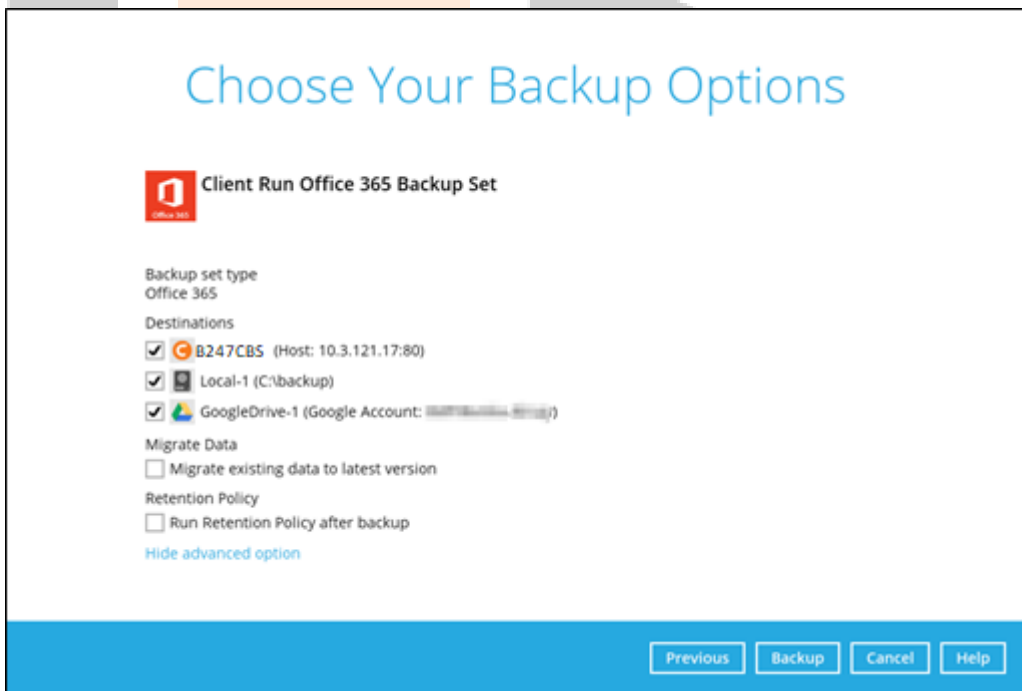 Choose Your Backup Options
Client Run Office 365 Backup Set
Office 365
Backup set type
Office 365
Destinations
B247CBS (Host: 10.3.121.17:80)
Local-1 (C:\backup)
GoogleDrive-1 (Google Account: )
Migrate Data
Migrate existing data to latest version
Retention Policy
Run Retention Policy after backup
Hide advanced option
Previous Backup Cancel Help